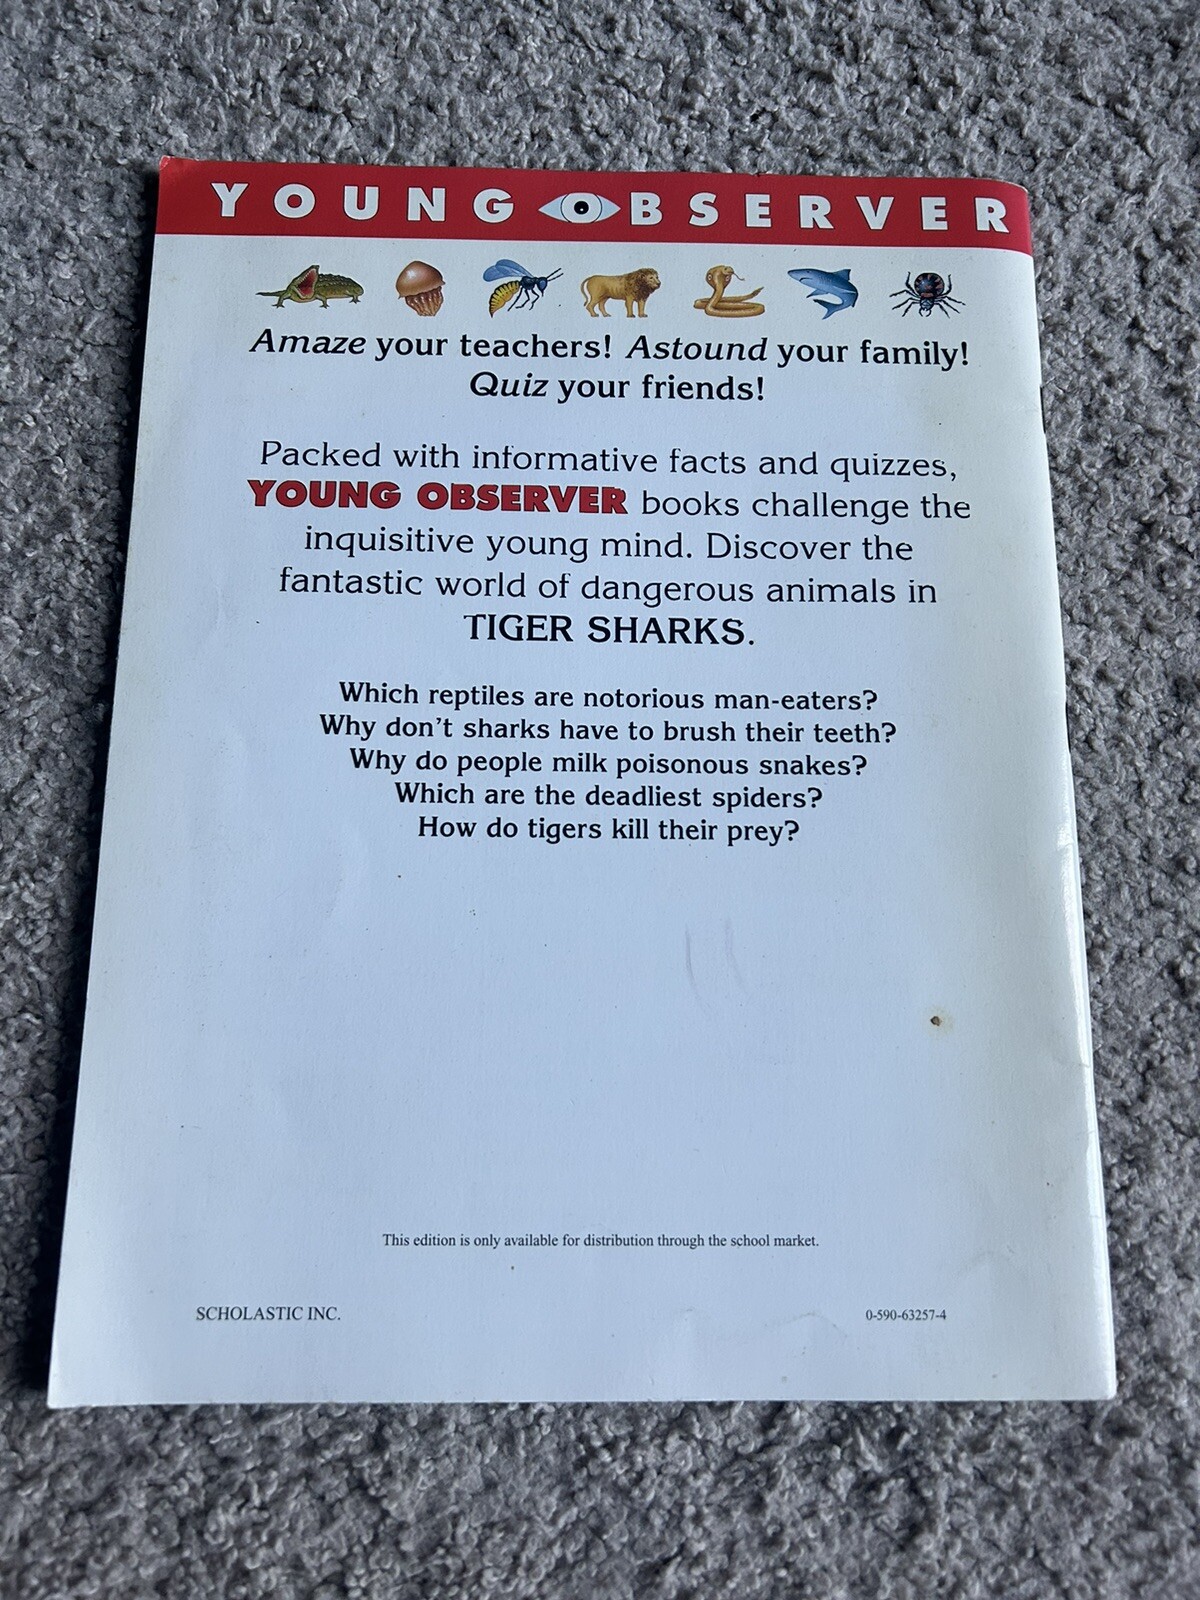 YOUNG OBSERVER
Amaze your teachers! Astound your family!
Quiz your friends!
Packed with informative facts and quizzes,
YOUNG OBSERVER books challenge the
inquisitive young mind. Discover the
fantastic world of dangerous animals in
TIGER SHARKS.
Which reptiles are notorious man-eaters?
Why don't sharks have to brush their teeth?
Why do people milk poisonous snakes?
Which are the deadliest spiders?
How do tigers kill their prey?
This edition is only available for distribution through the school market.
SCHOLASTIC INC.
0-590-63257-4